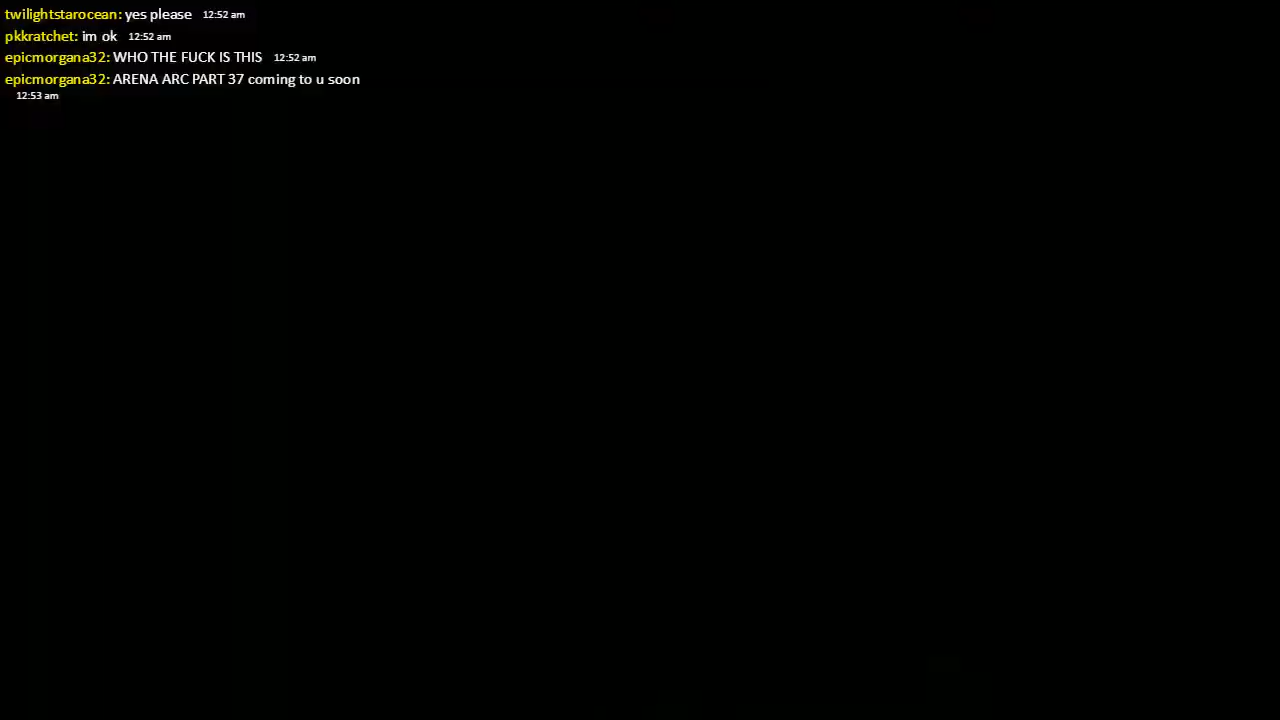 twilightstarocean: yes please 12:52 am
pkkratchet: im ok 12:52 am
epicmorgana32: WHO THE FUCK IS THIS 12:52 am
epicmorgana32: ARENA ARC PART 37 coming to u soon
12:53 am